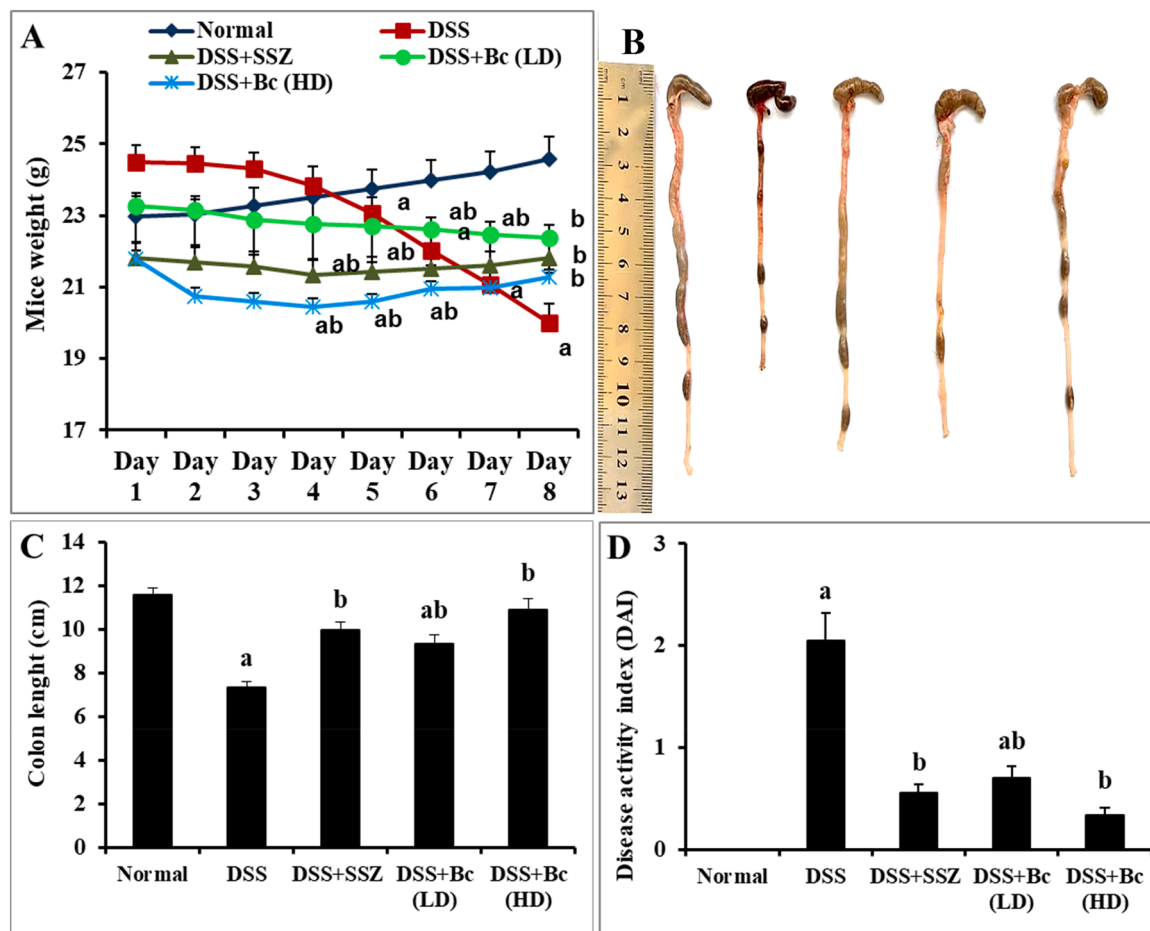 A
Normal
DSS
DSS+SSZ
DSS+Bc (LD)
DSS+Bc (HD)
Mice weight (g)
27
25
23
21
19
17
a
ab
ab
b
a
ab
ab
b
b
a
ab
ab
ab
a
Day 1
Day 2
Day 3
Day 4
Day 5
Day 6
Day 7
Day 8
B
cm
1
2
3
4
5
6
7
8
9
10
11
12
13
C
Colon lenght (cm)
14
12
10
8
6
4
2
0
a
b
ab
b
Normal
DSS
DSS+SSZ
DSS+Bc
(LD)
DSS+Bc
(HD)
D
Disease activity index (DAI)
3
2
1
0
a
b
ab
b
Normal
DSS
DSS+SSZ
DSS+Bc
(LD)
DSS+Bc
(HD)